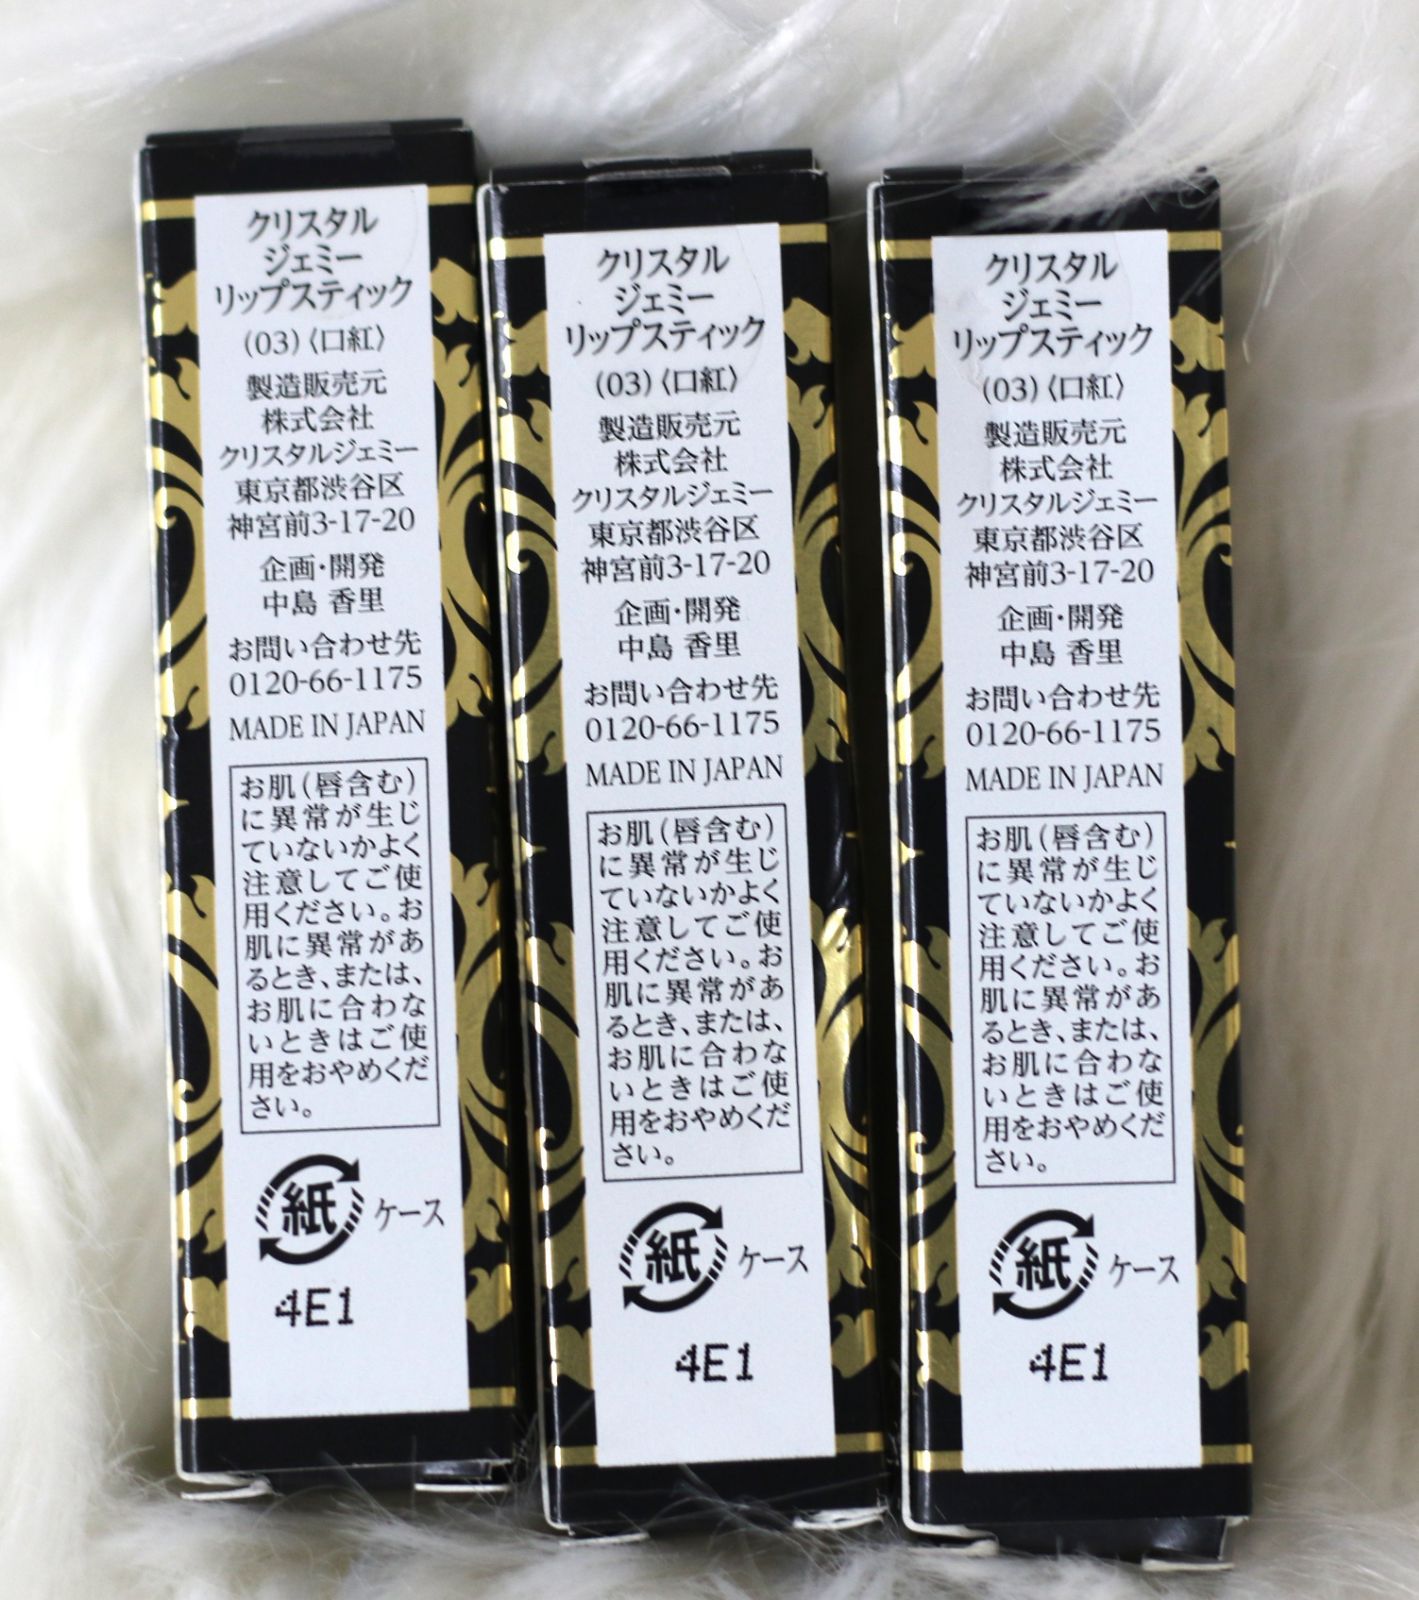 クリスタル
ジェミー
リップスティック
(03)〈口紅〉
製造販売元
株式会社
クリスタルジェミー
東京都渋谷区
神宮前3-17-20
企画・開発
中島 香里
お問い合わせ先
0120-66-1175
MADE IN JAPAN
お肌(唇含む)
に異常が生じ
ていないかよく
注意してご使
用ください。お
肌に異常があ
るとき、または、
お肌に合わな
いときはご使
用をおやめくだ
さい。
紙 ケース
4E1
クリスタル
ジェミー
リップスティック
(03)〈口紅〉
製造販売元
株式会社
クリスタルジェミー
東京都渋谷区
神宮前3-17-20
企画・開発
中島 香里
お問い合わせ先
0120-66-1175
MADE IN JAPAN
お肌(唇含む)
に異常が生じ
ていないかよく
注意してご使
用ください。お
肌に異常があ
るとき、または、
お肌に合わな
いときはご使
用をおやめくだ
さい。
紙 ケース
4E1
クリスタル
ジェミー
リップスティック
(03)〈口紅〉
製造販売元
株式会社
クリスタルジェミー
東京都渋谷区
神宮前3-17-20
企画・開発
中島 香里
お問い合わせ先
0120-66-1175
MADE IN JAPAN
お肌(唇含む)
に異常が生じ
ていないかよく
注意してご使
用ください。お
肌に異常があ
るとき、または、
お肌に合わな
いときはご使
用をおやめくだ
さい。
紙 ケース
4E1